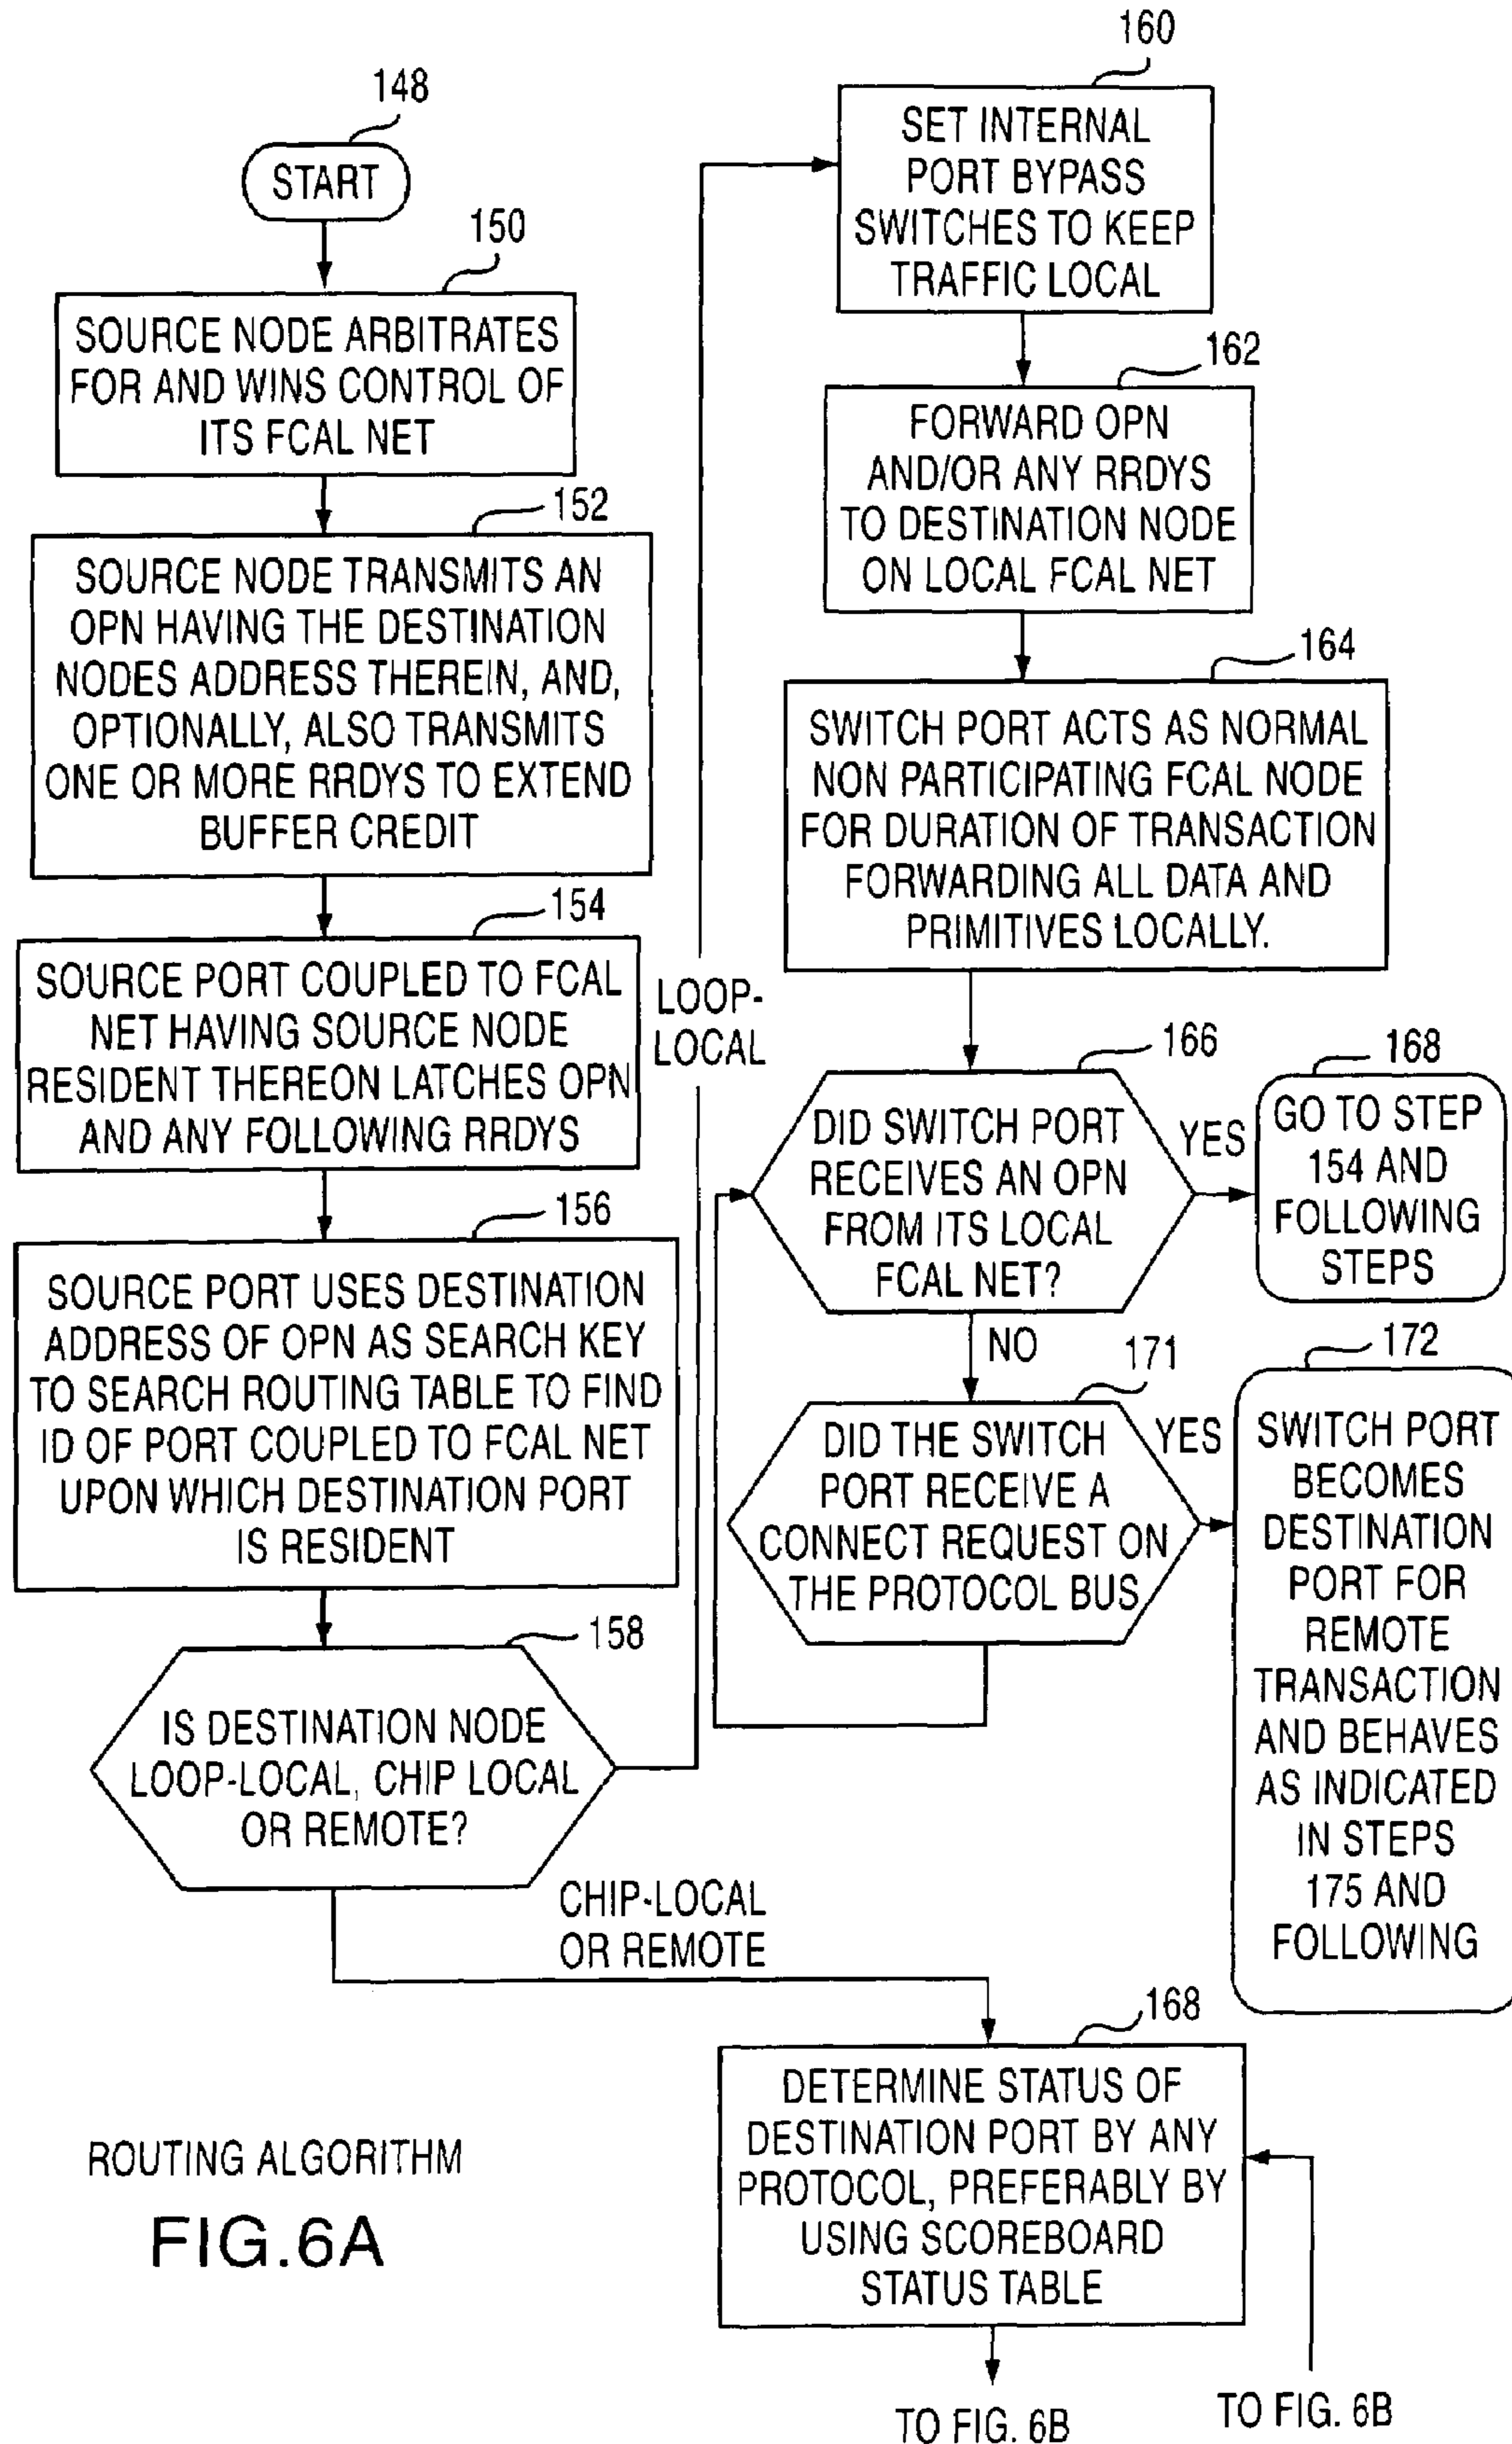 148
START
150
SOURCE NODE ARBITRATES
FOR AND WINS CONTROL OF
ITS FCAL NET
152
SOURCE NODE TRANSMITS AN
OPN HAVING THE DESTINATION
NODES ADDRESS THEREIN, AND,
OPTIONALLY, ALSO TRANSMITS
ONE OR MORE RRDYS TO EXTEND
BUFFER CREDIT
154
SOURCE PORT COUPLED TO FCAL
NET HAVING SOURCE NODE
RESIDENT THEREON LATCHES OPN
AND ANY FOLLOWING RRDYS
156
SOURCE PORT USES DESTINATION
ADDRESS OF OPN AS SEARCH KEY
TO SEARCH ROUTING TABLE TO FIND
ID OF PORT COUPLED TO FCAL NET
UPON WHICH DESTINATION PORT
IS RESIDENT
158
IS DESTINATION NODE
LOOP-LOCAL, CHIP LOCAL
OR REMOTE?
LOOP-
LOCAL
CHIP-LOCAL
OR REMOTE
160
SET INTERNAL
PORT BYPASS
SWITCHES TO KEEP
TRAFFIC LOCAL
162
FORWARD OPN
AND/OR ANY RRDYS
TO DESTINATION NODE
ON LOCAL FCAL NET
164
SWITCH PORT ACTS AS NORMAL
NON PARTICIPATING FCAL NODE
FOR DURATION OF TRANSACTION
FORWARDING ALL DATA AND
PRIMITIVES LOCALLY.
166
DID SWITCH PORT
RECEIVES AN OPN
FROM ITS LOCAL
FCAL NET?
YES
168
GO TO STEP
154 AND
FOLLOWING
STEPS
NO
171
DID THE SWITCH
PORT RECEIVE A
CONNECT REQUEST ON
THE PROTOCOL BUS
YES
172
SWITCH PORT
BECOMES
DESTINATION
PORT FOR
REMOTE
TRANSACTION
AND BEHAVES
AS INDICATED
IN STEPS
175 AND
FOLLOWING
168
DETERMINE STATUS OF
DESTINATION PORT BY ANY
PROTOCOL, PREFERABLY BY
USING SCOREBOARD
STATUS TABLE
TO FIG. 6B
TO FIG. 6B
ROUTING ALGORITHM
FIG.6A